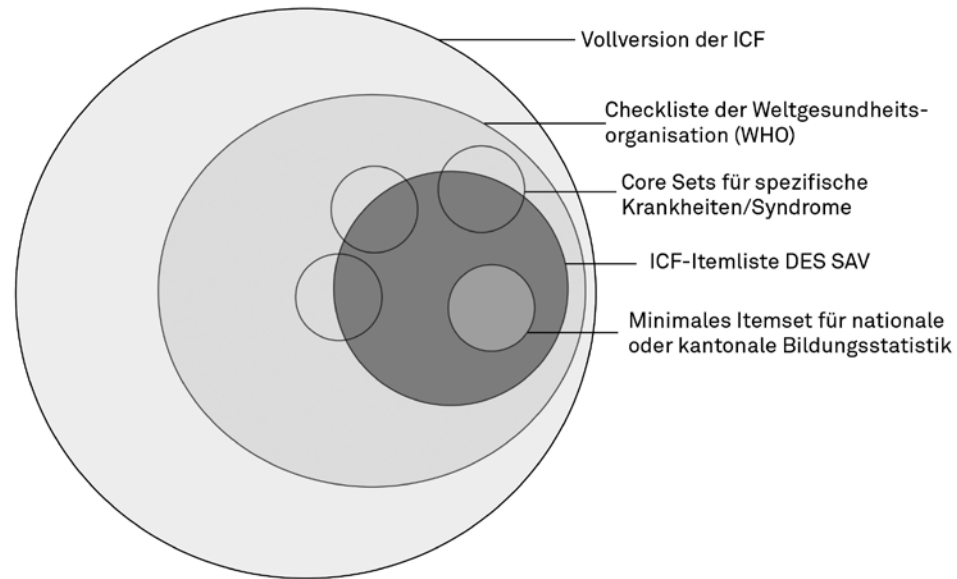 Vollversion der ICF
Checkliste der Weltgesundheits-
organisation (WHO)
Core Sets für spezifische
Krankheiten/Syndrome
ICF-Itemliste DES SAV
Minimales Itemset für nationale
oder kantonale Bildungsstatistik